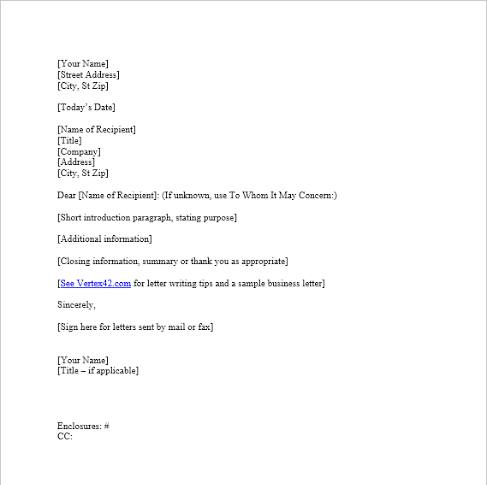 [Your Name]
[Street Address]
[City, St Zip]
[Today’s Date]
[Name of Recipient]
[Title]
[Company]
[Address]
[City, St Zip]
Dear [Name of Recipient]: (If unknown, use To Whom It May Concern:)
[Short introduction paragraph, stating purpose]
[Additional information]
[Closing information, summary or thank you as appropriate]
[See Vertex42.com for letter writing tips and a sample business letter]
Sincerely,
[Sign here for letters sent by mail or fax]
[Your Name]
[Title – if applicable]
Enclosures: #
CC: